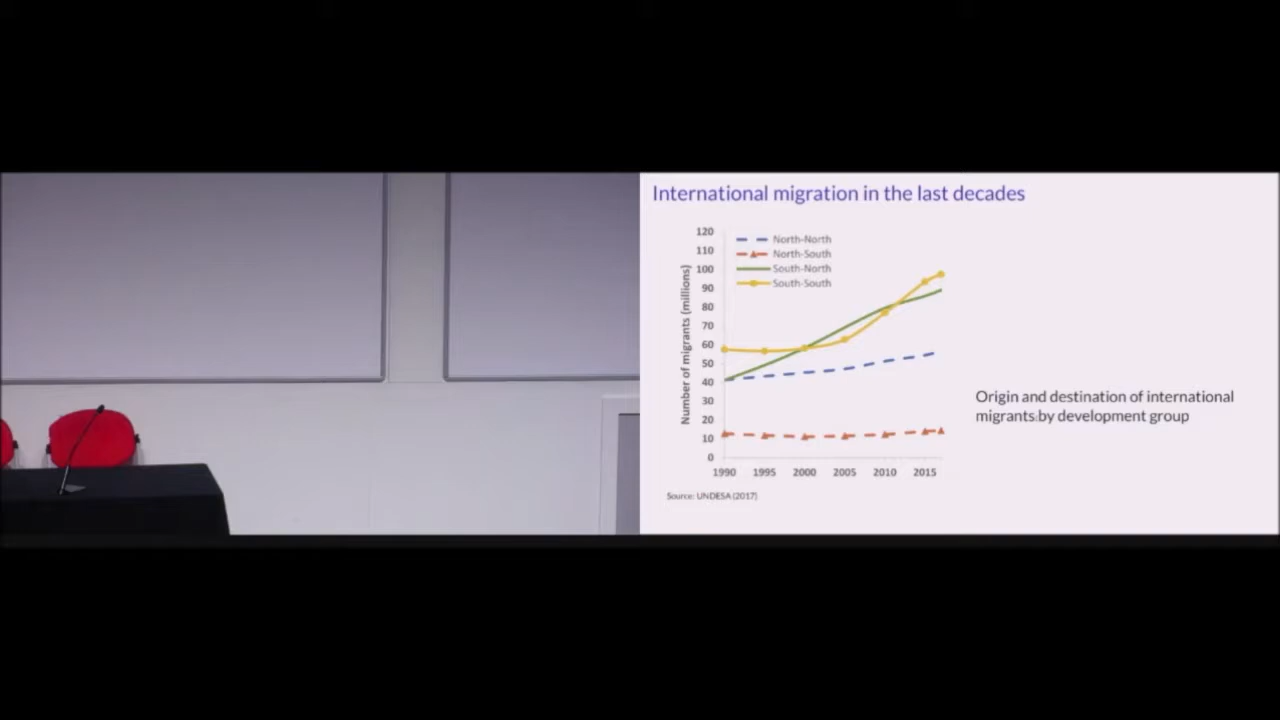 International migration in the last decades
120
110
100
90
80
70
60
50
40
30
20
10
0
Number of migrants (millions)
North-North
North-South
South-North
South-South
1990 1995 2000 2005 2010 2015
Origin and destination of international
migrants by development group
Source: UNDESA (2017)